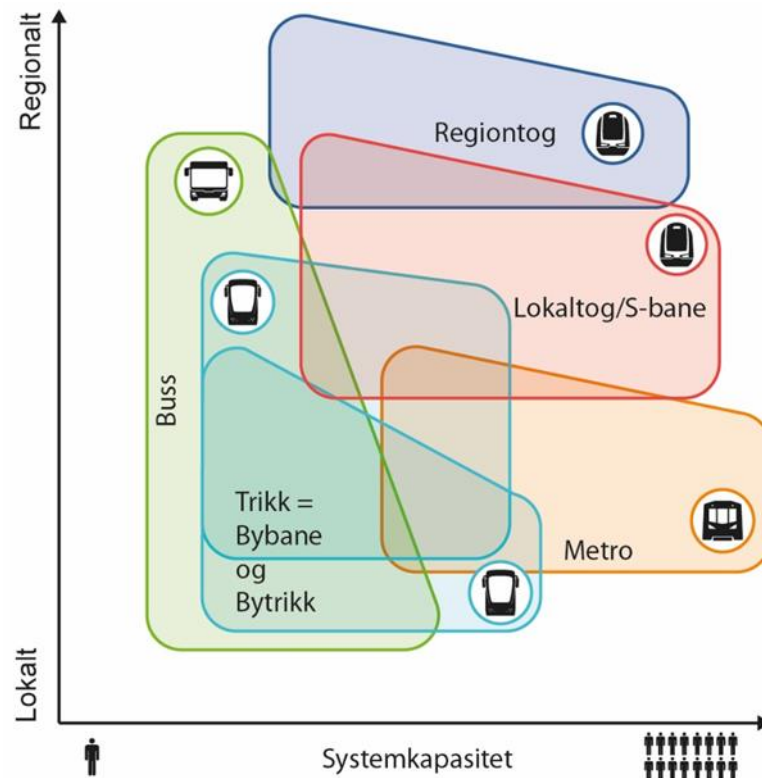 Regionalt
Regiontog
Lokaltog/S-bane
Buss
Trikk =
Bybane
og
Bytrikk
Metro
Lokalt
Systemkapasitet